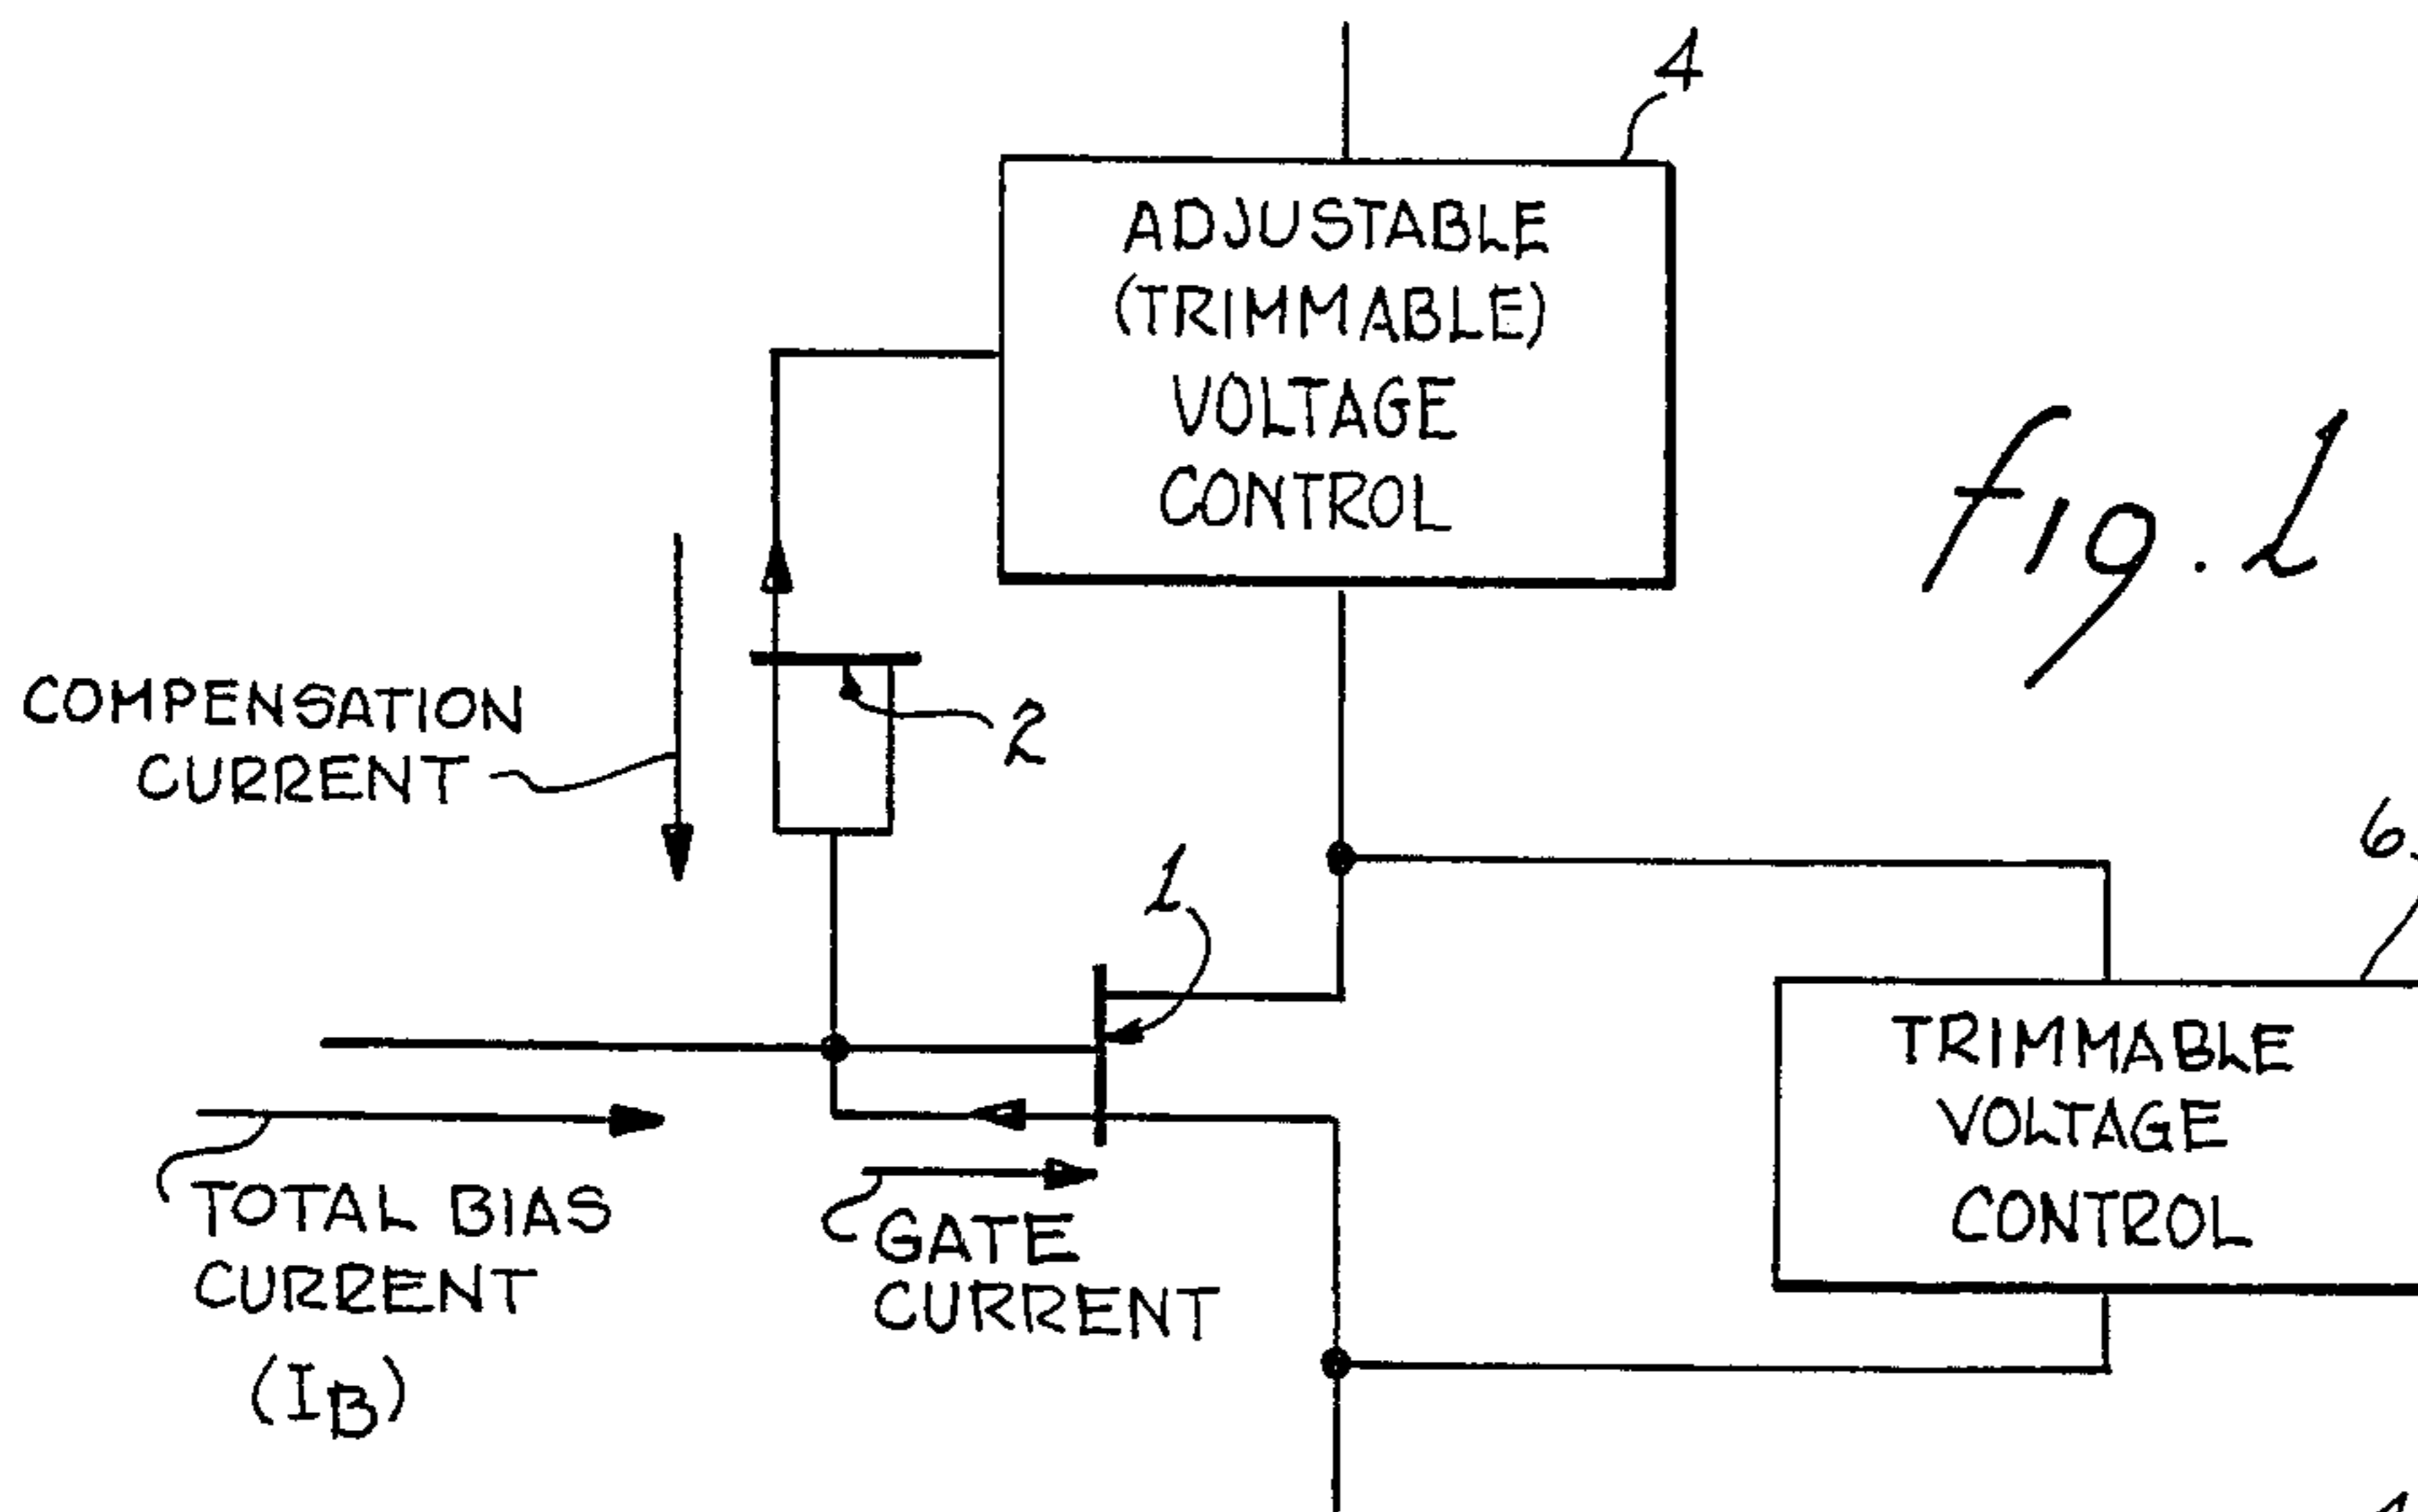 4
ADJUSTABLE
(TRIMMABLE)
VOLTAGE
CONTROL
Fig. 1
COMPENSATION
CURRENT
2
1
6
TRIMMABLE
VOLTAGE
CONTROL
TOTAL BIAS
CURRENT
(IB)
GATE
CURRENT